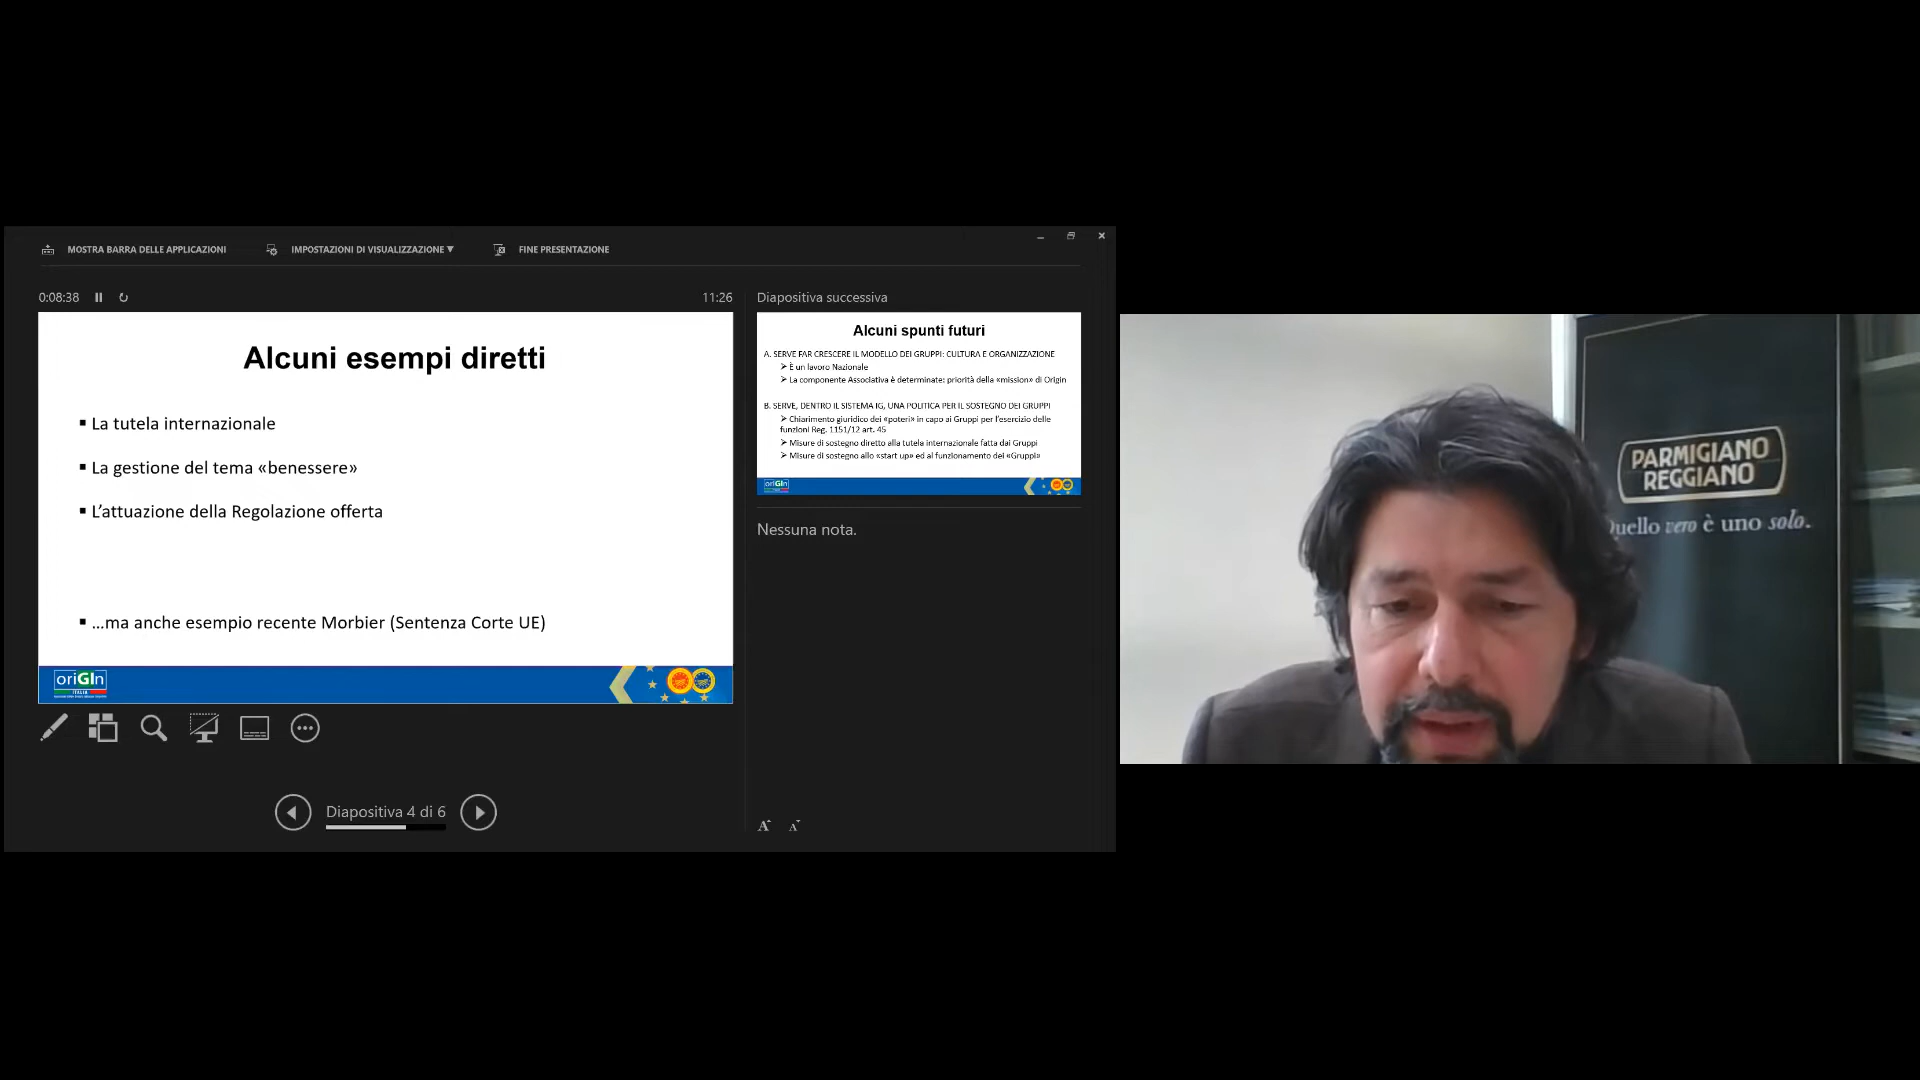 MOSTRA BARRA DELLE APPLICAZIONI
IMPOSTAZIONI DI VISUALIZZAZIONE ▼
FINE PRESENTAZIONE
0:08:38
11:26
Alcuni esempi diretti
▪ La tutela internazionale
▪ La gestione del tema «benessere»
▪ L'attuazione della Regolazione offerta
▪ …ma anche esempio recente Morbier (Sentenza Corte UE)
oriGIn
ITALIA
Diapositiva 4 di 6
Diapositiva successiva
Alcuni spunti futuri
A. SERVE FAR CRESCERE IL MODELLO DEI GRUPPI: CULTURA E ORGANIZZAZIONE
➢ È un lavoro Nazionale
➢ La componente Associativa è determinate: priorità della «mission» di Origin
B. SERVE, DENTRO IL SISTEMA IG, UNA POLITICA PER IL SOSTEGNO DEI GRUPPI
➢ Chiarimento giuridico dei «poteri» in capo ai Gruppi per l'esercizio delle
funzioni Reg. 1151/12 art. 45
➢ Misure di sostegno diretto alla tutela internazionale fatta dai Gruppi
➢ Misure di sostegno allo «start up» ed al funzionamento dei «Gruppi»
oriGIn
Nessuna nota.
A A
PARMIGIANO
REGGIANO
uello vero è uno solo.